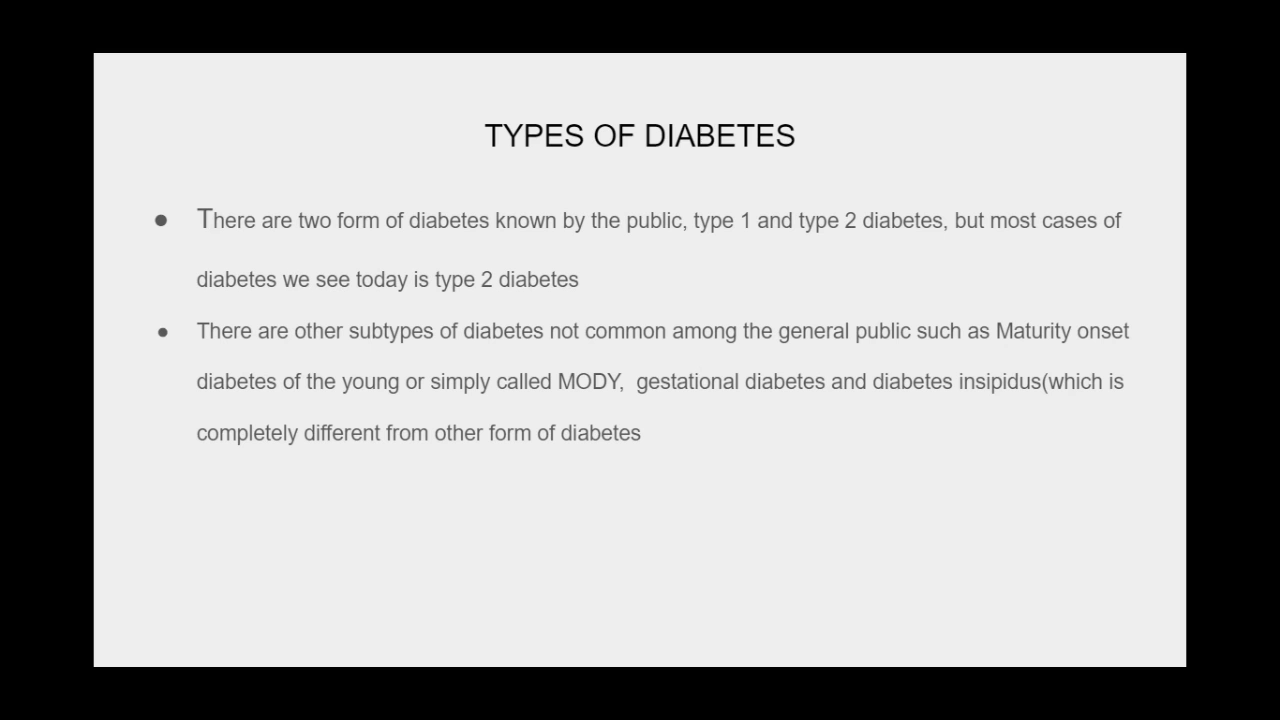 TYPES OF DIABETES
● There are two form of diabetes known by the public, type 1 and type 2 diabetes, but most cases of
diabetes we see today is type 2 diabetes
● There are other subtypes of diabetes not common among the general public such as Maturity onset
diabetes of the young or simply called MODY,  gestational diabetes and diabetes insipidus(which is
completely different from other form of diabetes